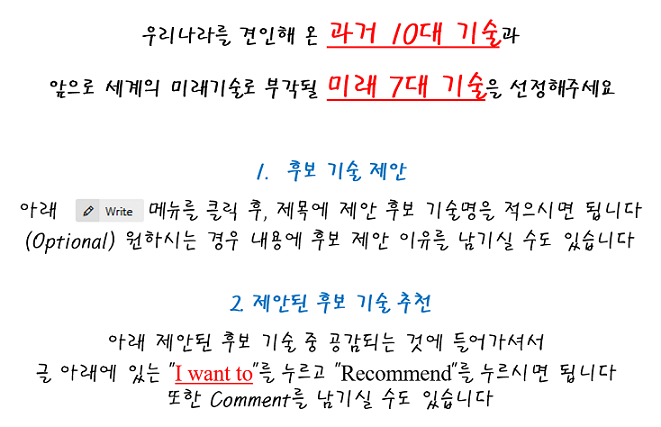 우리나라를 견인해 온 과거 10대 기술과
앞으로 세계의 미래기술로 부각될 미래 7대 기술을 선정해주세요
1. 후보 기술 제안
아래 Write 메뉴를 클릭 후, 제목에 제안 후보 기술명을 적으시면 됩니다
(Optional) 원하시는 경우 내용에 후보 제안 이유를 남기실 수도 있습니다
2. 제안된 후보 기술 추천
아래 제안된 후보 기술 중 공감되는 것에 들어가셔서
글 아래에 있는 "I want to"를 누르고 "Recommend"를 누르시면 됩니다
또한 Comment를 남기실 수도 있습니다